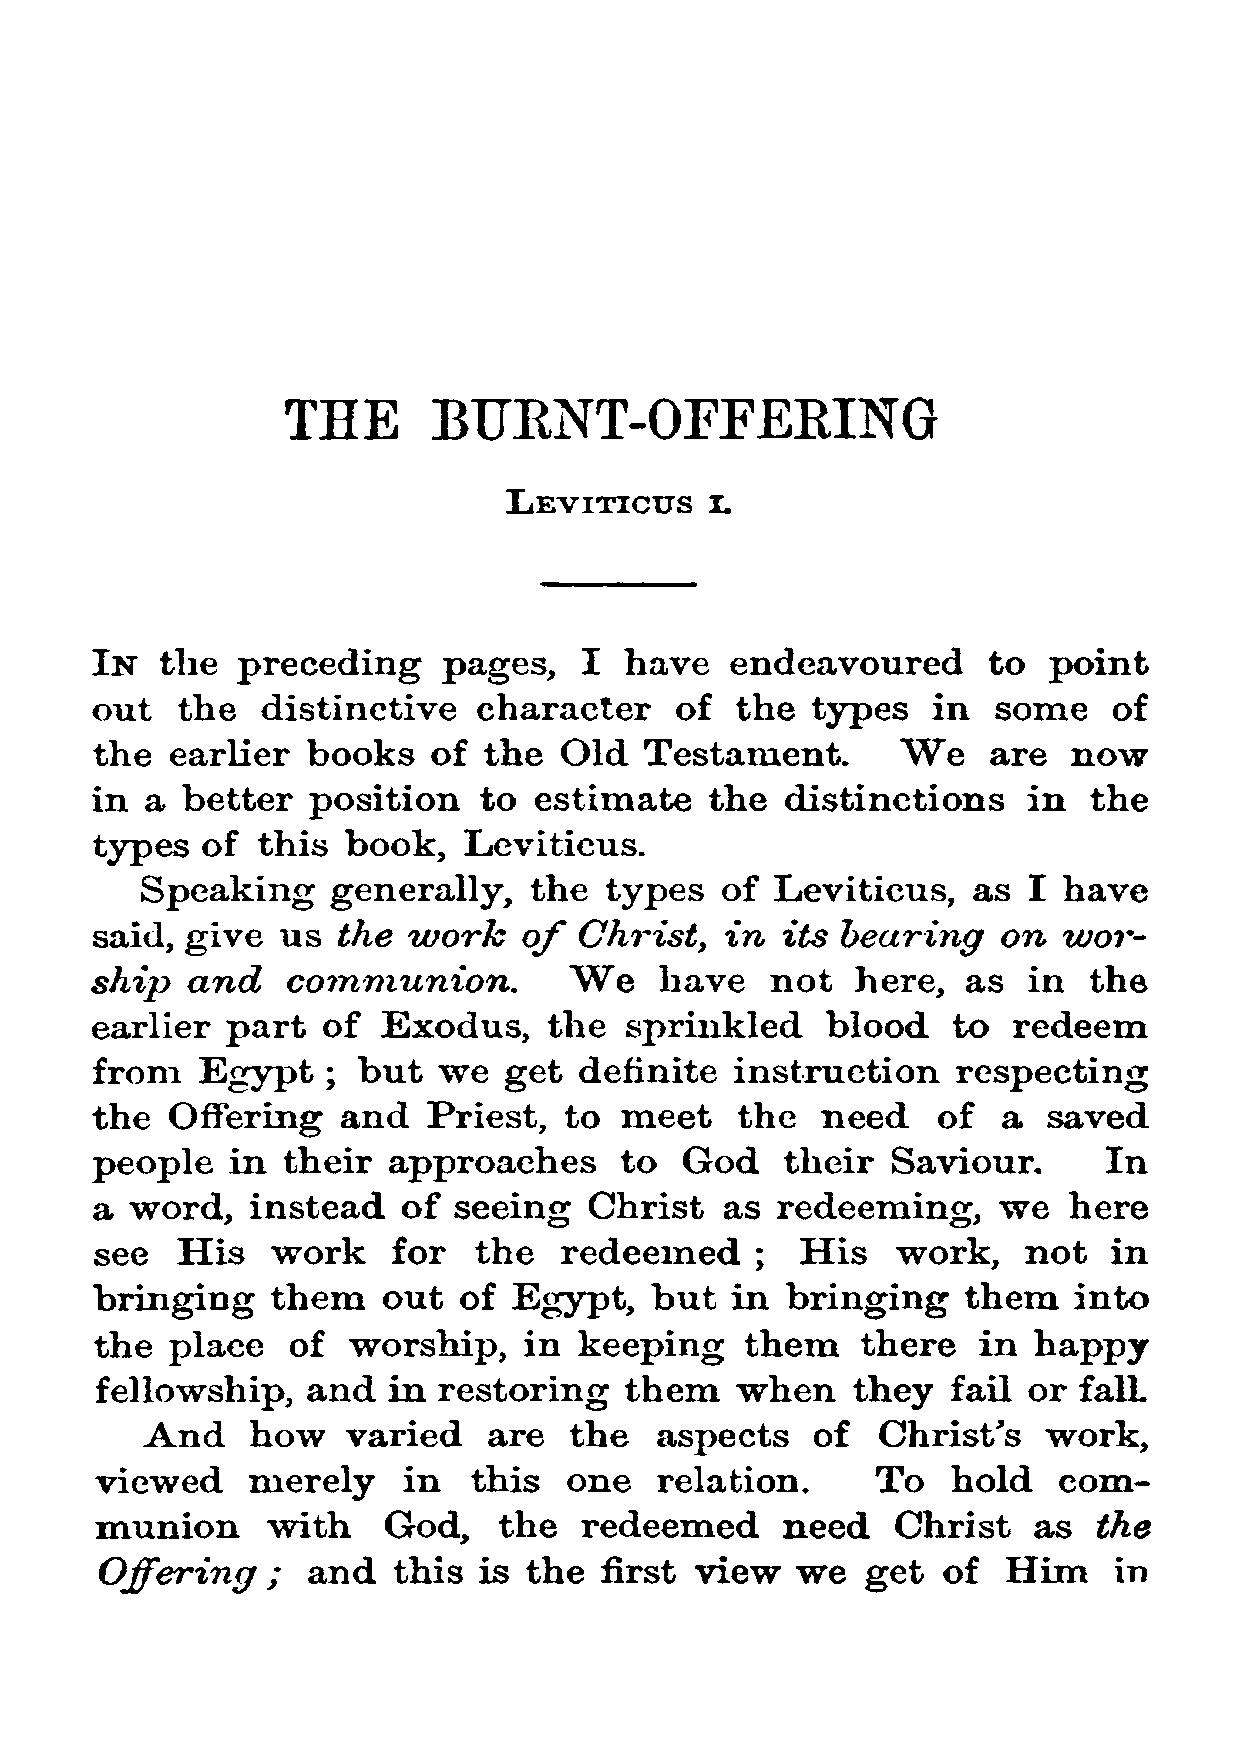 THE BURNT-OFFERING
LEVITICUS I.
IN the preceding pages, I have endeavoured to point
out the distinctive character of the types in some of
the earlier books of the Old Testament. We are now
in a better position to estimate the distinctions in the
types of this book, Leviticus.
Speaking generally, the types of Leviticus, as I have
said, give us the work of Christ, in its bearing on wor-
ship and communion. We have not here, as in the
earlier part of Exodus, the sprinkled blood to redeem
from Egypt ; but we get definite instruction respecting
the Offering and Priest, to meet the need of a saved
people in their approaches to God their Saviour. In
a word, instead of seeing Christ as redeeming, we here
see His work for the redeemed ; His work, not in
bringing them out of Egypt, but in bringing them into
the place of worship, in keeping them there in happy
fellowship, and in restoring them when they fail or fall.
And how varied are the aspects of Christ's work,
viewed merely in this one relation. To hold com-
munion with God, the redeemed need Christ as the
Offering ; and this is the first view we get of Him in